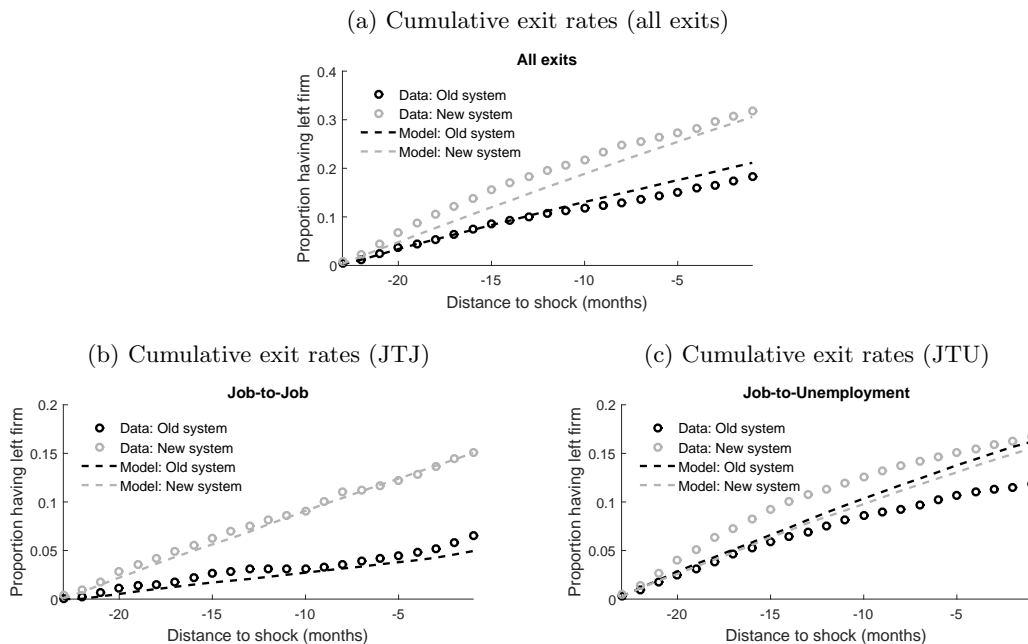 (a) Cumulative exit rates (all exits)
All exits
Proportion having left firm
0.4
0.3
0.2
0.1
0
Data: Old system
Data: New system
Model: Old system
Model: New system
-20
-15
-10
-5
Distance to shock (months)
(b) Cumulative exit rates (JTJ)
Job-to-Job
Proportion having left firm
0.2
0.15
0.1
0.05
0
Data: Old system
Data: New system
Model: Old system
Model: New system
-20
-15
-10
-5
Distance to shock (months)
(c) Cumulative exit rates (JTU)
Job-to-Unemployment
Proportion having left firm
0.2
0.15
0.1
0.05
0
Data: Old system
Data: New system
Model: Old system
Model: New system
-20
-15
-10
-5
Distance to shock (months)